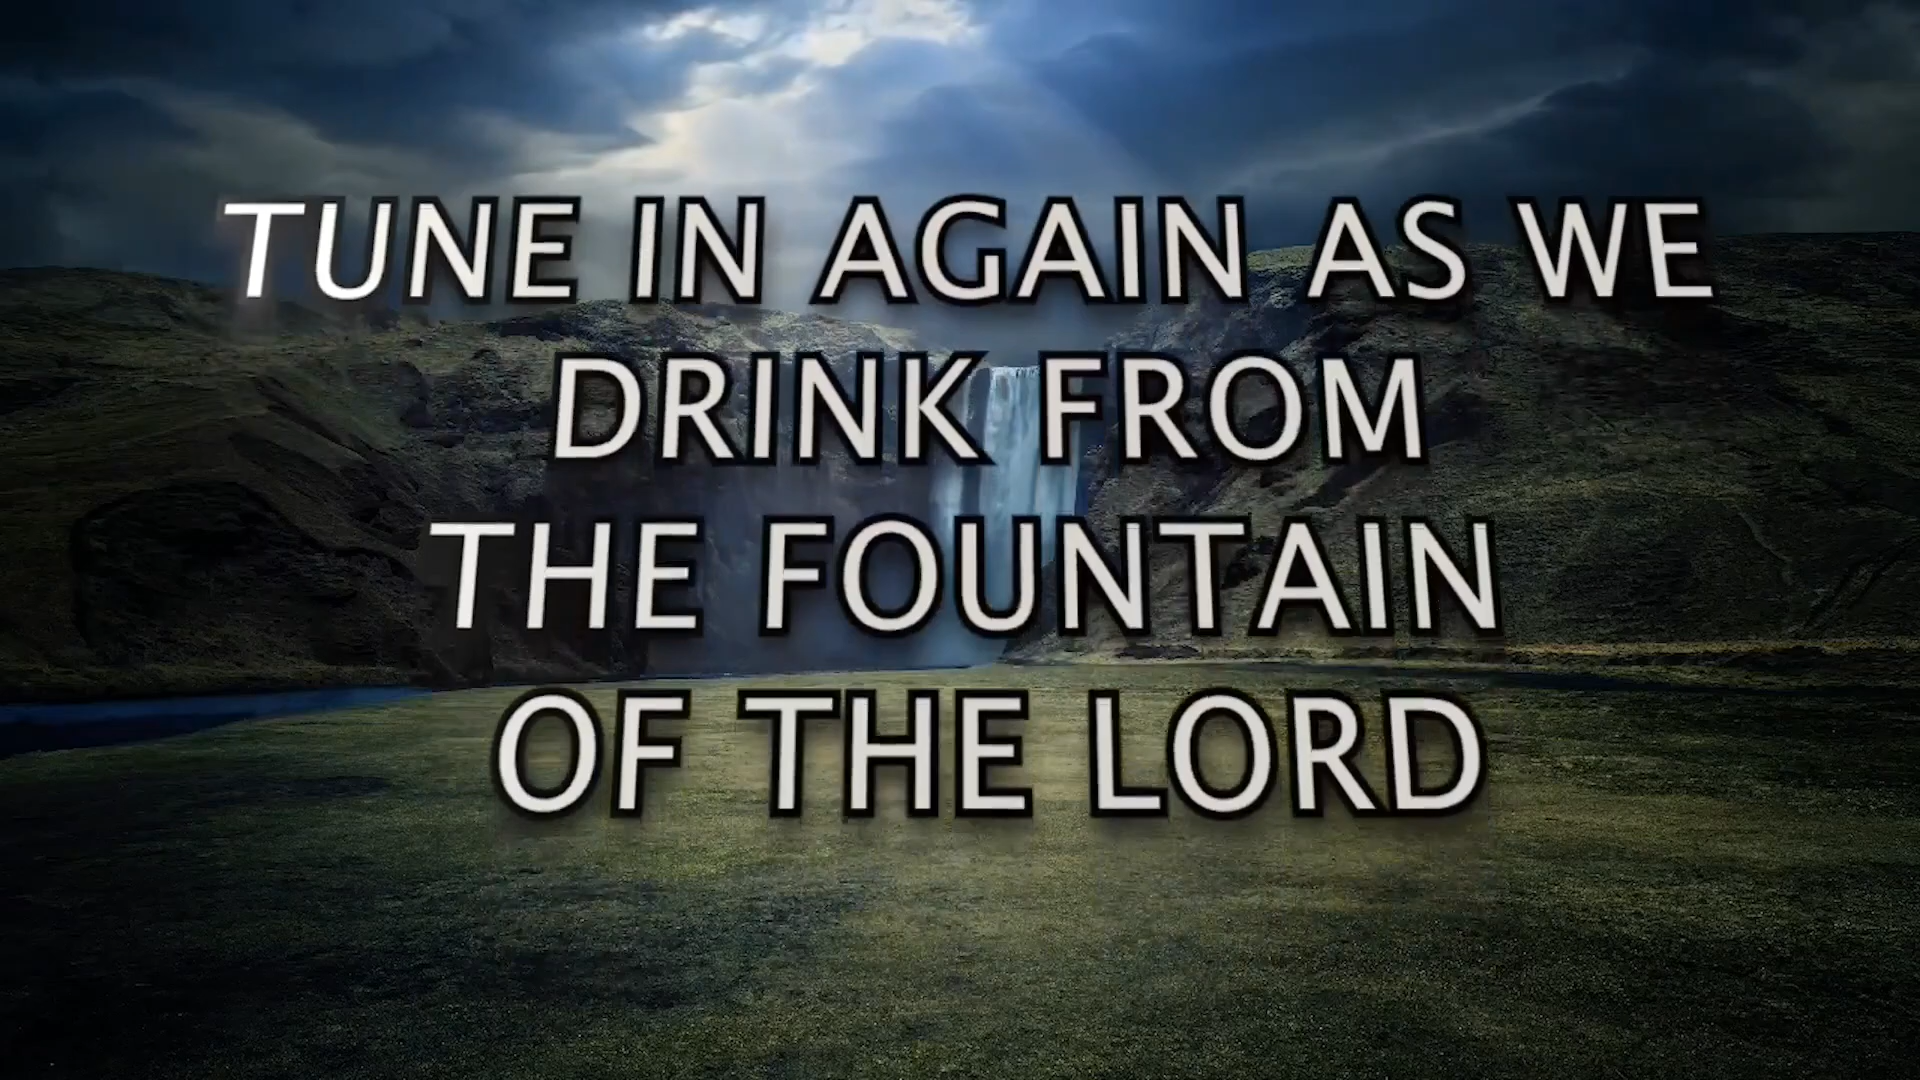 TUNE IN AGAIN AS WE
DRINK FROM
THE FOUNTAIN
OF THE LORD